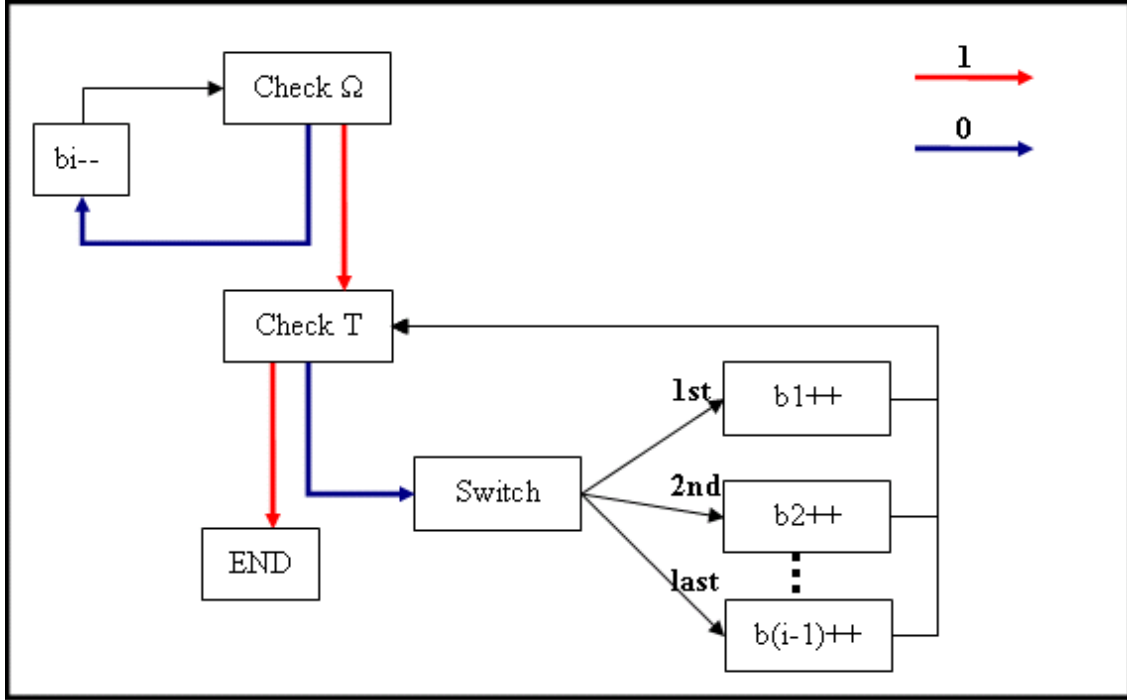 1
Check Ω
0
bi--
Check T
1st
b1++
2nd
Switch
b2++
END
last
b(i-1)++